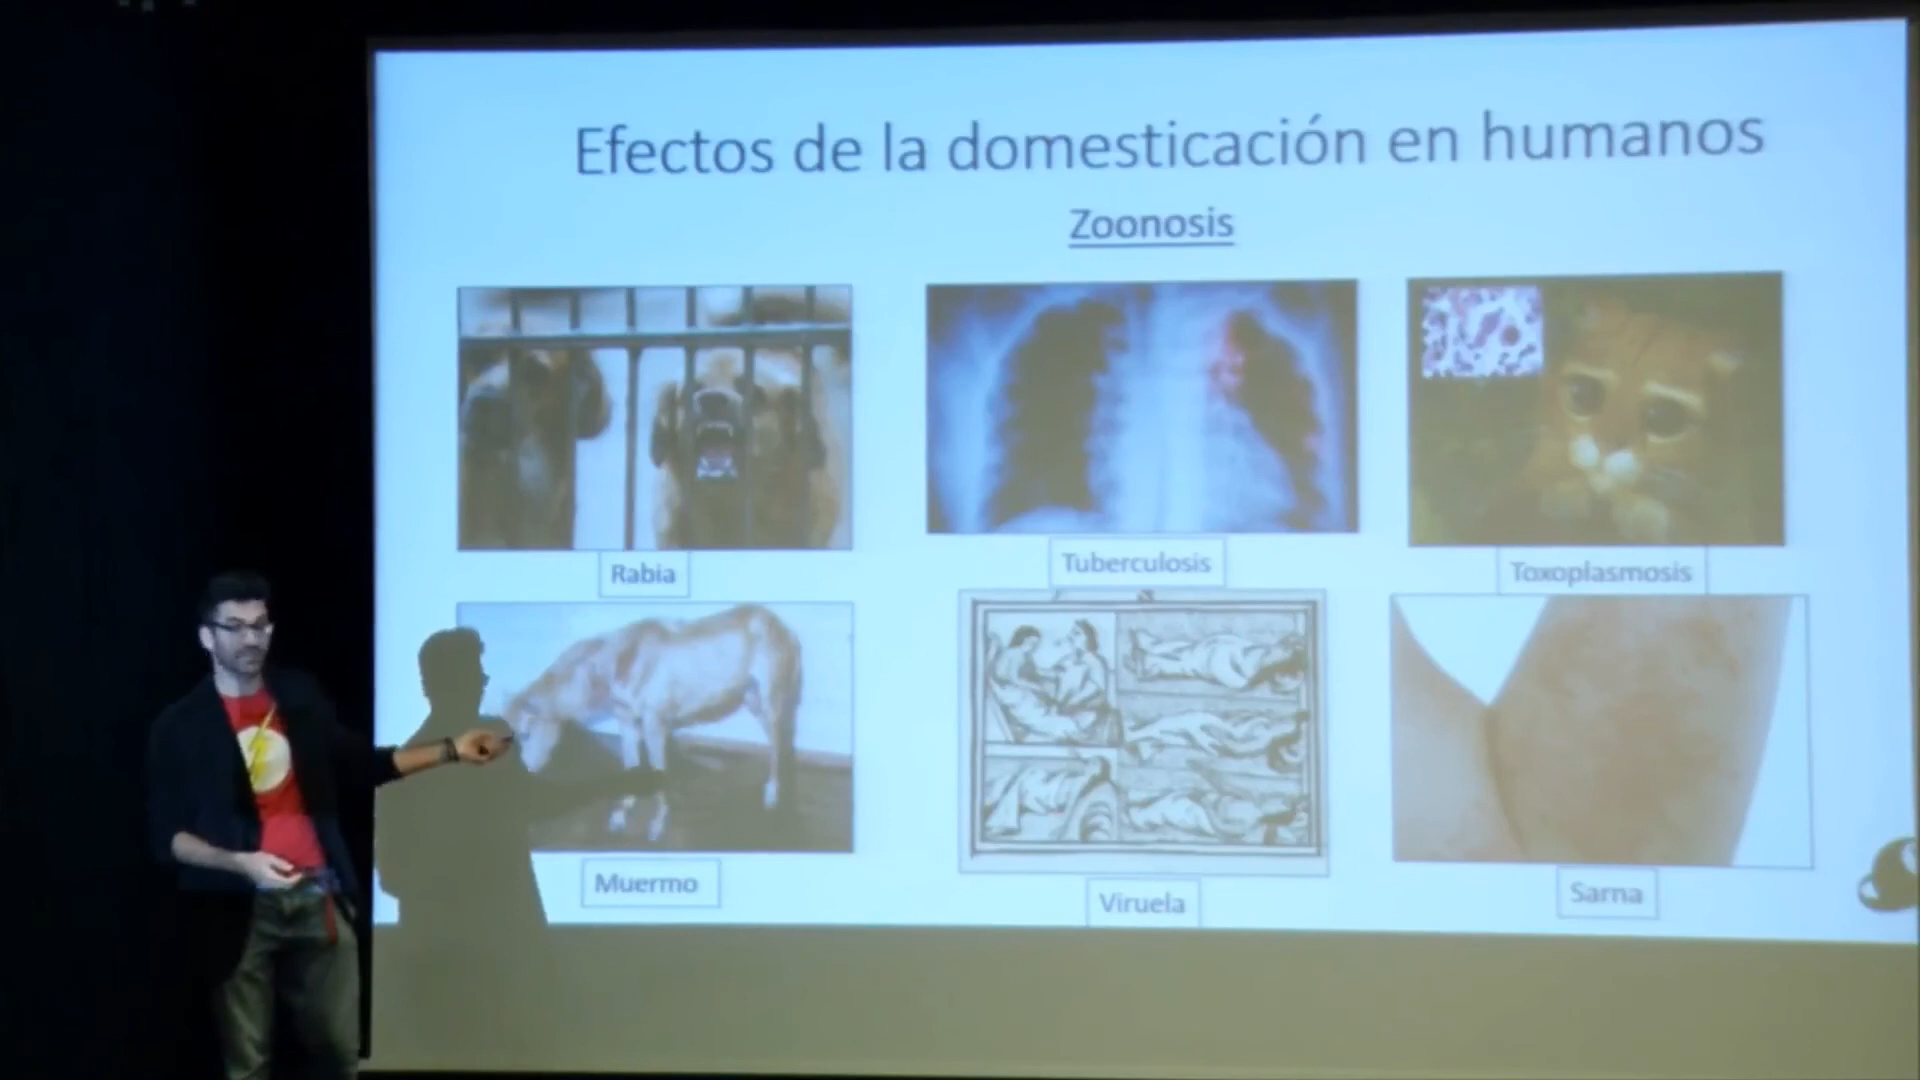 Efectos de la domesticación en humanos
Zoonosis
Rabia
Tuberculosis
Toxoplasmosis
Muermo
Viruela
Sarna